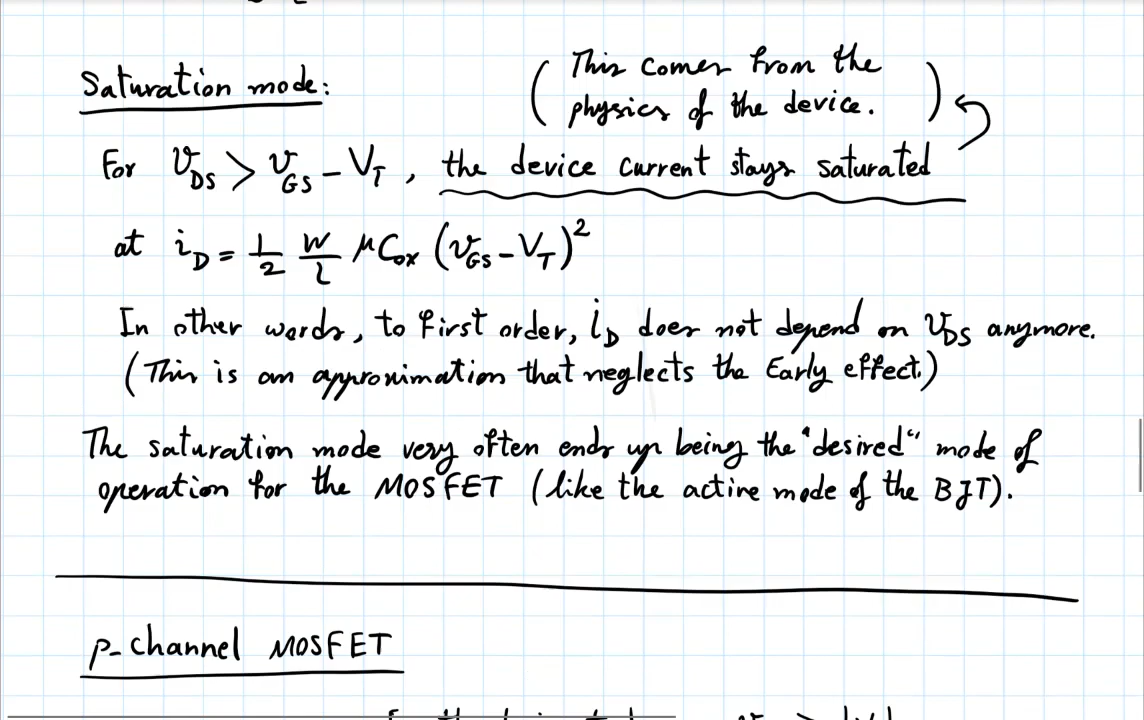 Saturation mode:
( This comes from the
physics of the device. )
For v_DS > v_GS - V_T, the device current stays saturated
at i_D = 1/2 W/L μC_ox (v_GS - V_T)^2
In other words, to first order, i_D does not depend on v_DS anymore.
(This is an approximation that neglects the Early effect.)
The saturation mode very often ends up being the "desired" mode of
operation for the MOSFET (like the active mode of the BJT).
p-channel MOSFET